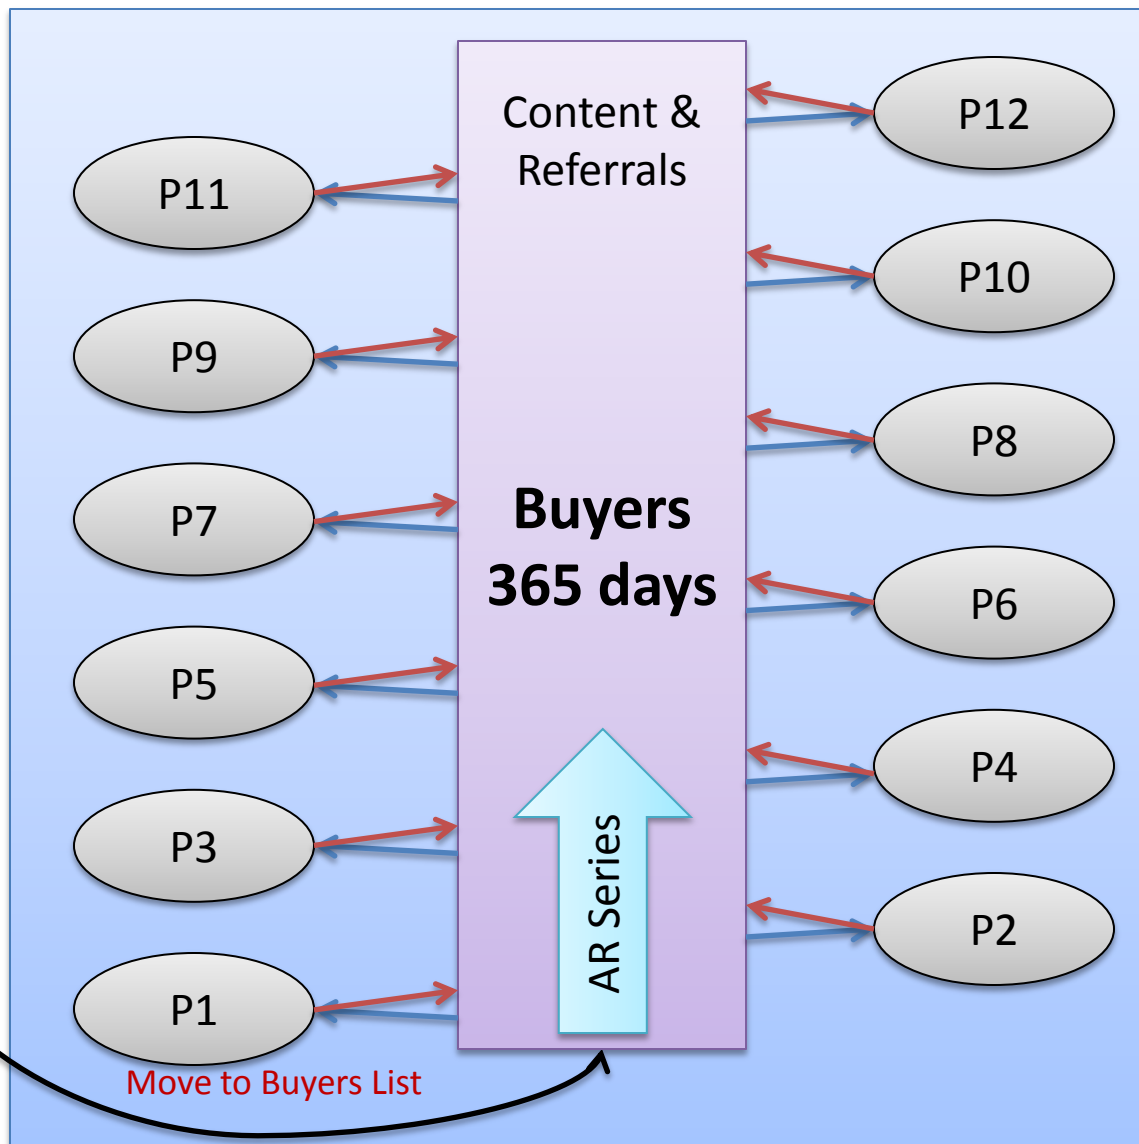 Content &
Referrals
P12
P11
P10
P9
P8
P7
Buyers
365 days
P6
P5
P4
P3
AR Series
P2
P1
Move to Buyers List